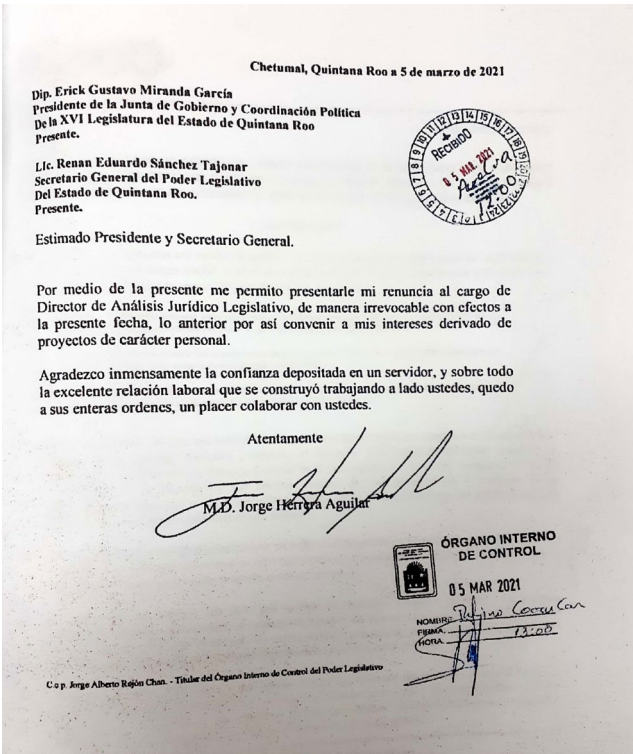 Chetumal, Quintana Roo a 5 de marzo de 2021
Dip. Erick Gustavo Miranda García
Presidente de la Junta de Gobierno y Coordinación Política
De la XVI Legislatura del Estado de Quintana Roo
Presente.
RECIBIDO
05 MAR. 2021
12:00
Lic. Renan Eduardo Sánchez Tajonar
Secretario General del Poder Legislativo
Del Estado de Quintana Roo.
Presente.
Estimado Presidente y Secretario General.
Por medio de la presente me permito presentarle mi renuncia al cargo de
Director de Análisis Jurídico Legislativo, de manera irrevocable con efectos a
la presente fecha, lo anterior por así convenir a mis intereses derivado de
proyectos de carácter personal.
Agradezco inmensamente la confianza depositada en un servidor, y sobre todo
la excelente relación laboral que se construyó trabajando a lado ustedes, quedo
a sus enteras ordenes, un placer colaborar con ustedes.
Atentamente
M.D. Jorge Herrera Aguilar
ÓRGANO INTERNO
DE CONTROL
05 MAR 2021
NOMBRE
FIRMA
HORA 13:00
C.c p. Jorge Alberto Rejón Chan. - Titular del Órgano Interno de Control del Poder Legislativo